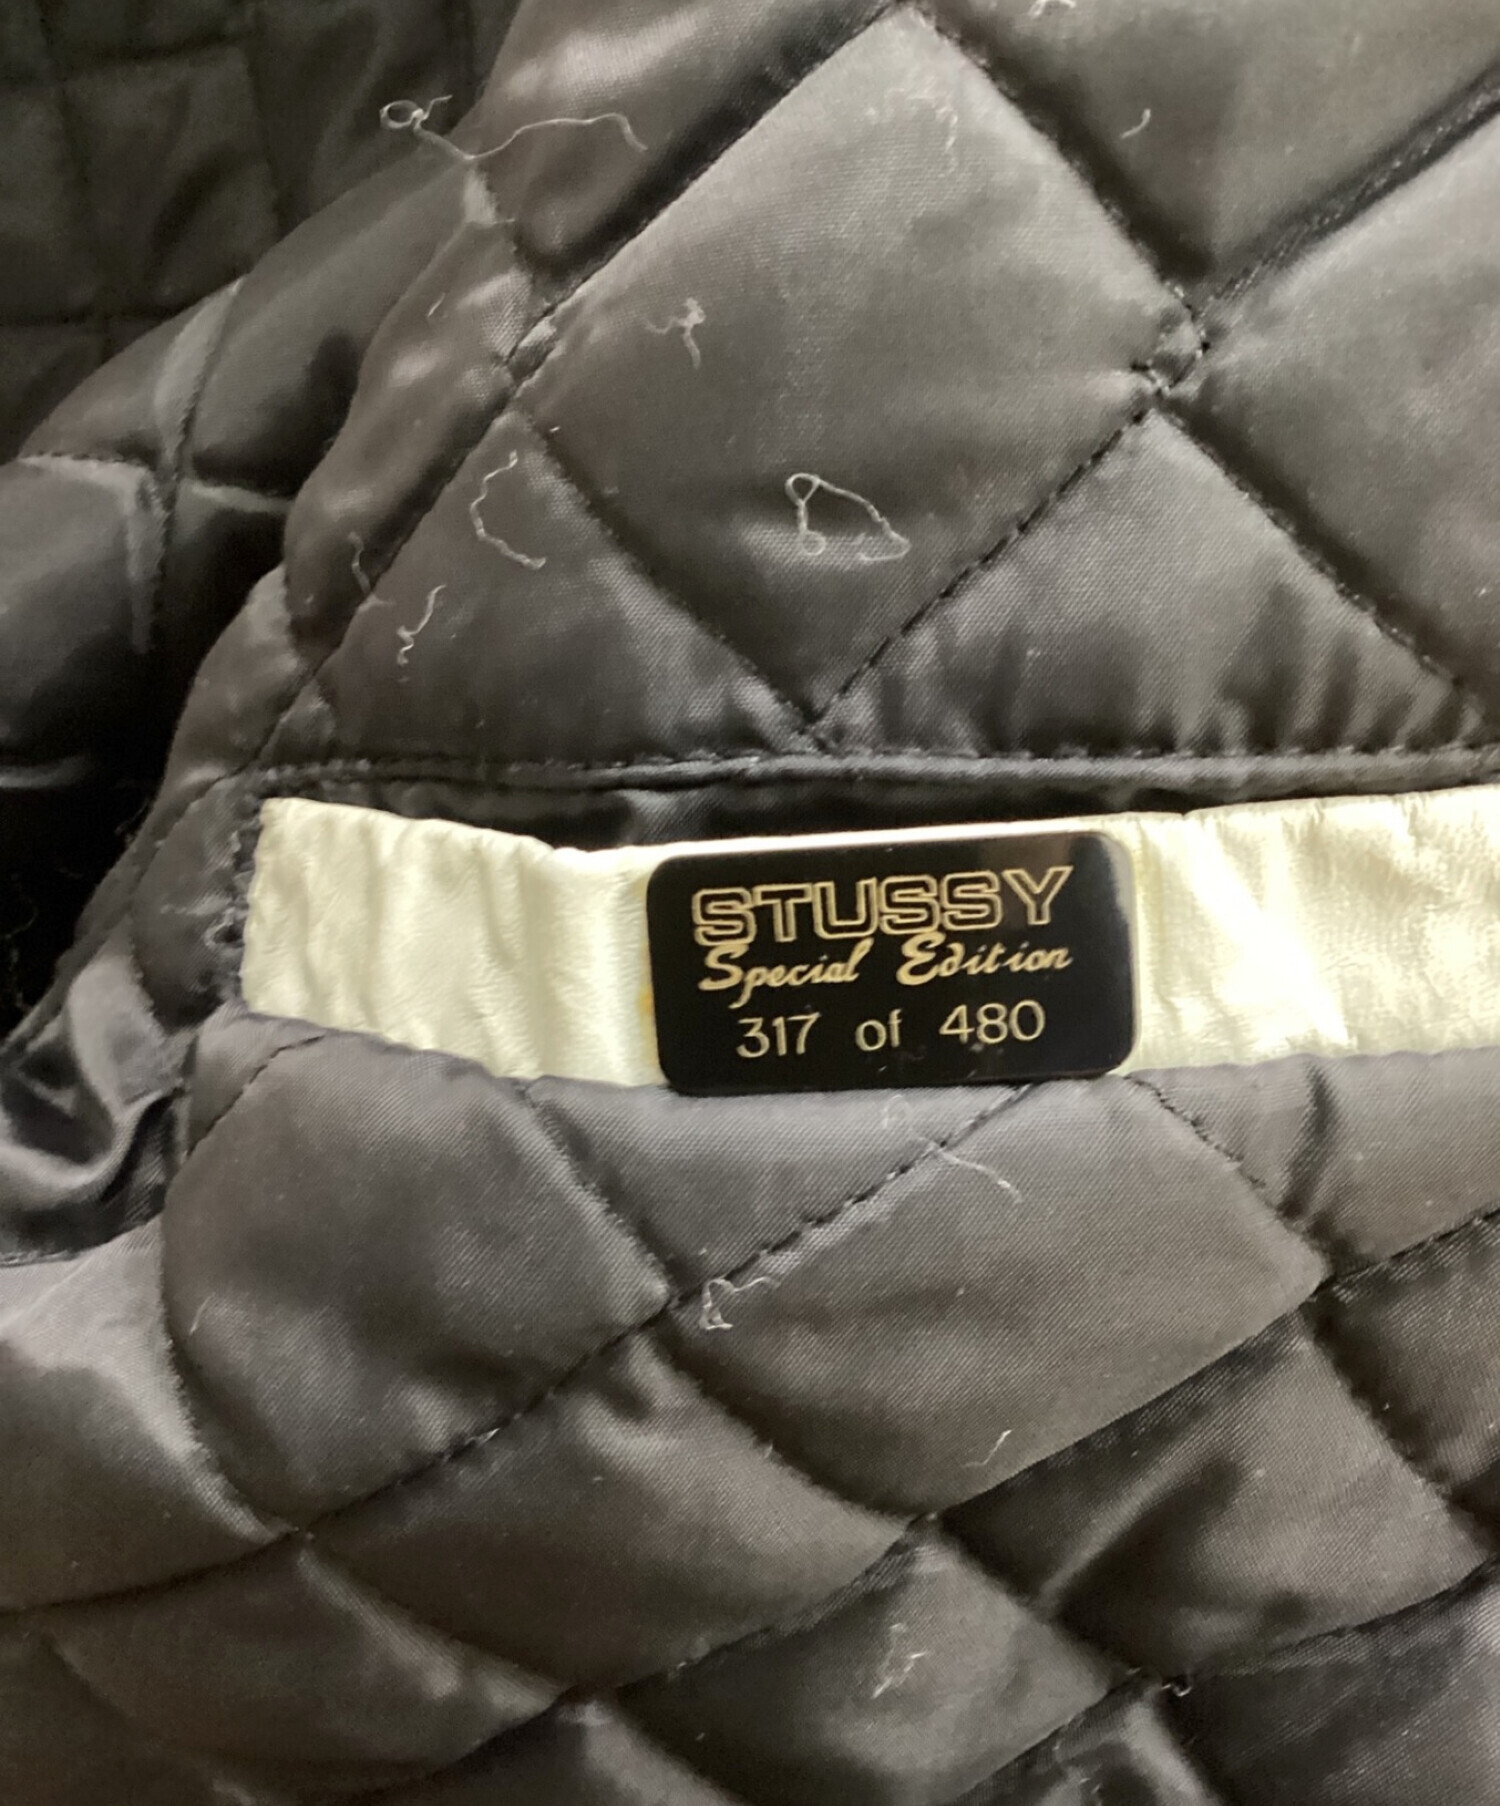 STUSSY
Special Edition
317 of 480